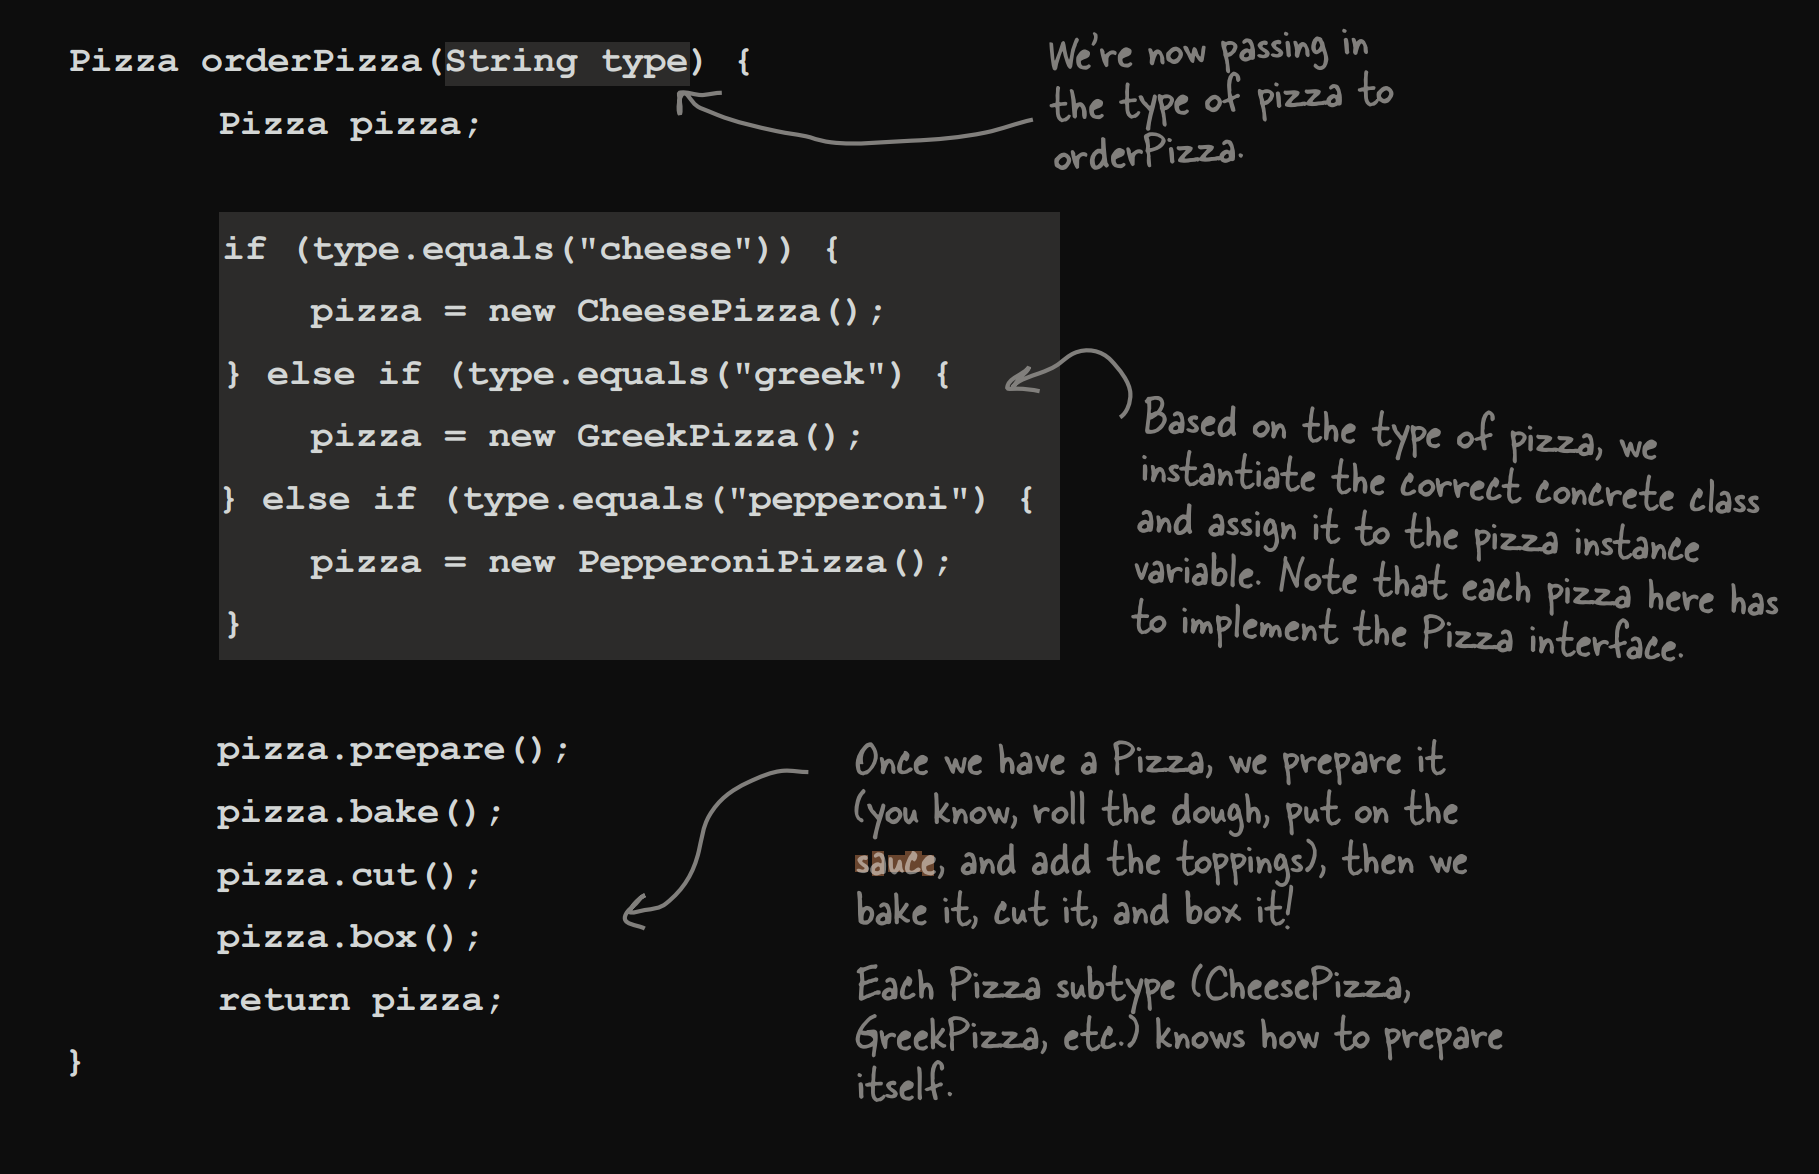 Pizza orderPizza(String type) {
Pizza pizza;
We're now passing in
the type of pizza to
orderPizza.
if (type.equals("cheese")) {
pizza = new CheesePizza();
} else if (type.equals("greek") {
pizza = new GreekPizza();
} else if (type.equals("pepperoni") {
pizza = new PepperoniPizza();
}
Based on the type of pizza, we
instantiate the correct concrete class
and assign it to the pizza instance
variable. Note that each pizza here has
to implement the Pizza interface.
pizza.prepare();
pizza.bake();
pizza.cut();
pizza.box();
return pizza;
}
Once we have a Pizza, we prepare it
(you know, roll the dough, put on the
sauce, and add the toppings), then we
bake it, cut it, and box it!
Each Pizza subtype (CheesePizza,
GreekPizza, etc.) knows how to prepare
itself.